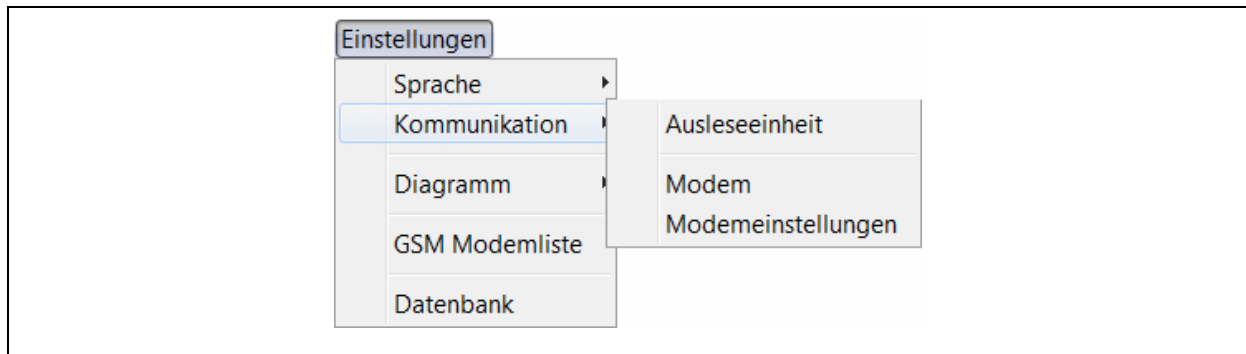 Einstellungen
Sprache
Kommunikation
Diagramm
GSM Modemliste
Datenbank
Ausleseeinheit
Modem
Modemeinstellungen